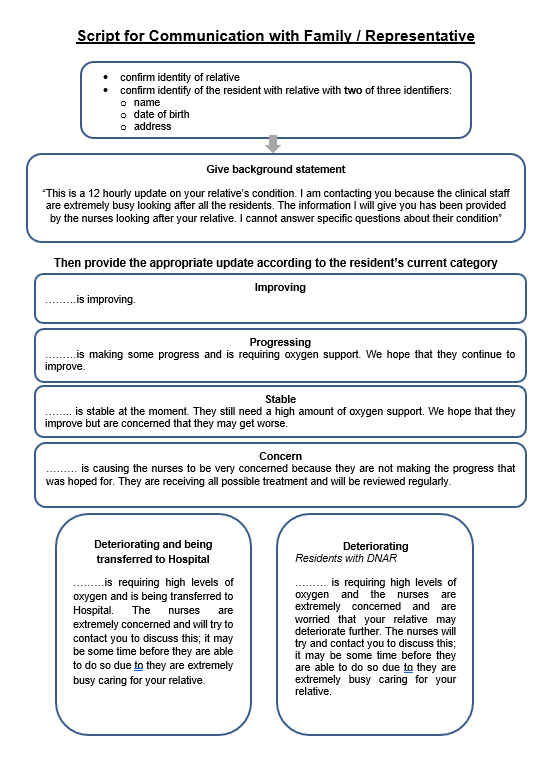 Script for Communication with Family / Representative
• confirm identity of relative
• confirm identify of the resident with relative with two of three identifiers:
o name
o date of birth
o address
Give background statement
“This is a 12 hourly update on your relative’s condition. I am contacting you because the clinical staff
are extremely busy looking after all the residents. The information I will give you has been provided
by the nurses looking after your relative. I cannot answer specific questions about their condition”
Then provide the appropriate update according to the resident’s current category
Improving
………is improving.
Progressing
………is making some progress and is requiring oxygen support. We hope that they continue to
improve.
Stable
…….. is stable at the moment. They still need a high amount of oxygen support. We hope that they
improve but are concerned that they may get worse.
Concern
……… is causing the nurses to be very concerned because they are not making the progress that
was hoped for. They are receiving all possible treatment and will be reviewed regularly.
Deteriorating and being
transferred to Hospital
………is requiring high levels of
oxygen and is being transferred to
Hospital. The nurses are
extremely concerned and will try to
contact you to discuss this; it may
be some time before they are able
to do so due to they are extremely
busy caring for your relative.
Deteriorating
Residents with DNAR
……… is requiring high levels of
oxygen and the nurses are
extremely concerned and are
worried that your relative may
deteriorate further. The nurses will
try and contact you to discuss this;
it may be some time before they
are able to do so due to they are
extremely busy caring for your
relative.